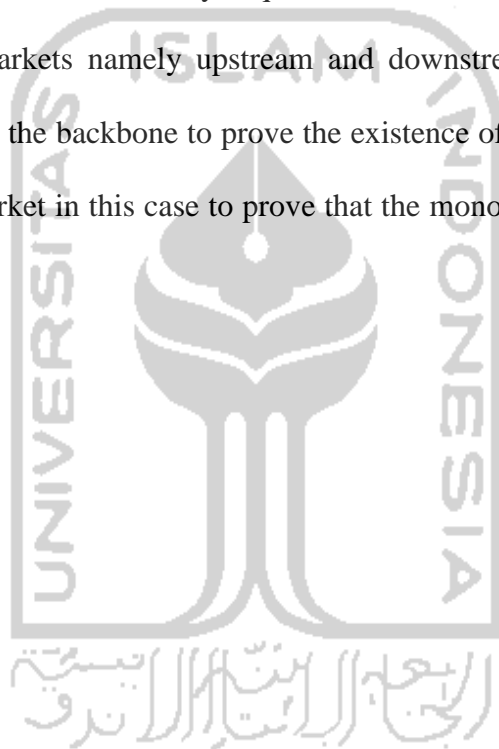 ISLAM
arkets namely upstream and downstre
the backbone to prove the existence of
rket in this case to prove that the mono
UNIVERSITAS
INDONESIA